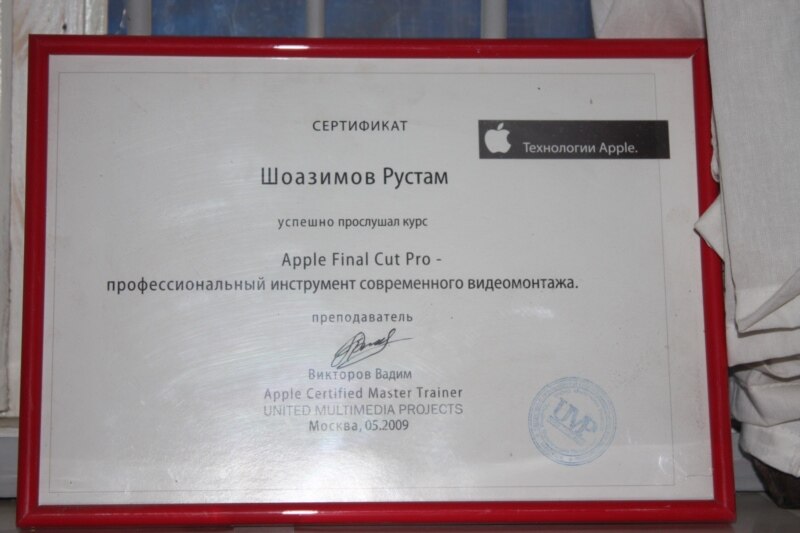 СЕРТИФИКАТ
Технологии Apple.
Шоазимов Рустам
успешно прослушал курс
Apple Final Cut Pro -
профессиональный инструмент современного видеомонтажа.
преподаватель
Викторов Вадим
Apple Certified Master Trainer
UNITED MULTIMEDIA PROJECTS
Москва, 05.2009
UMP